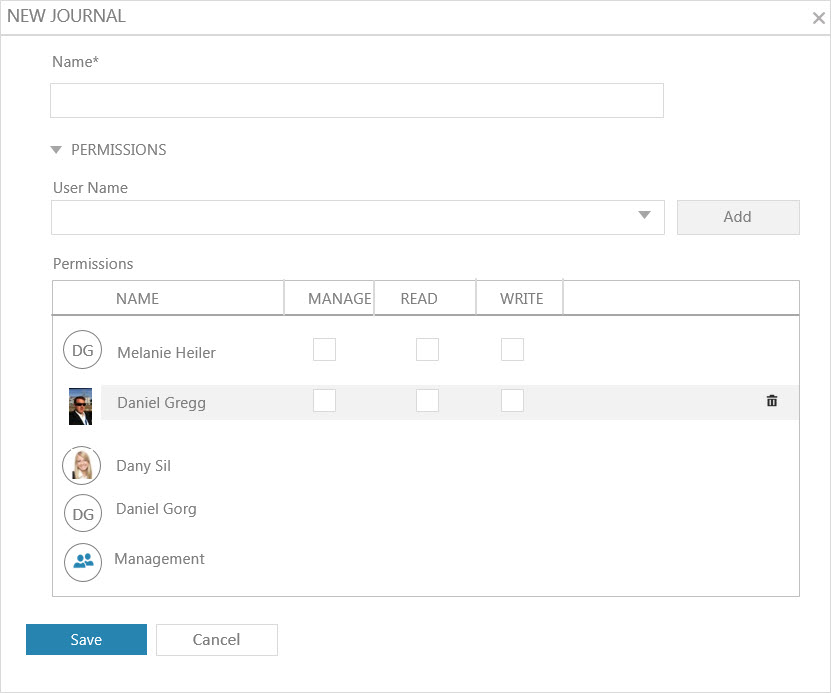 NEW JOURNAL
Name*
PERMISSIONS
User Name
Add
Permissions
NAME MANAGE READ WRITE
DG Melanie Heiler
Daniel Gregg
Dany Sil
DG Daniel Gorg
Management
Save Cancel